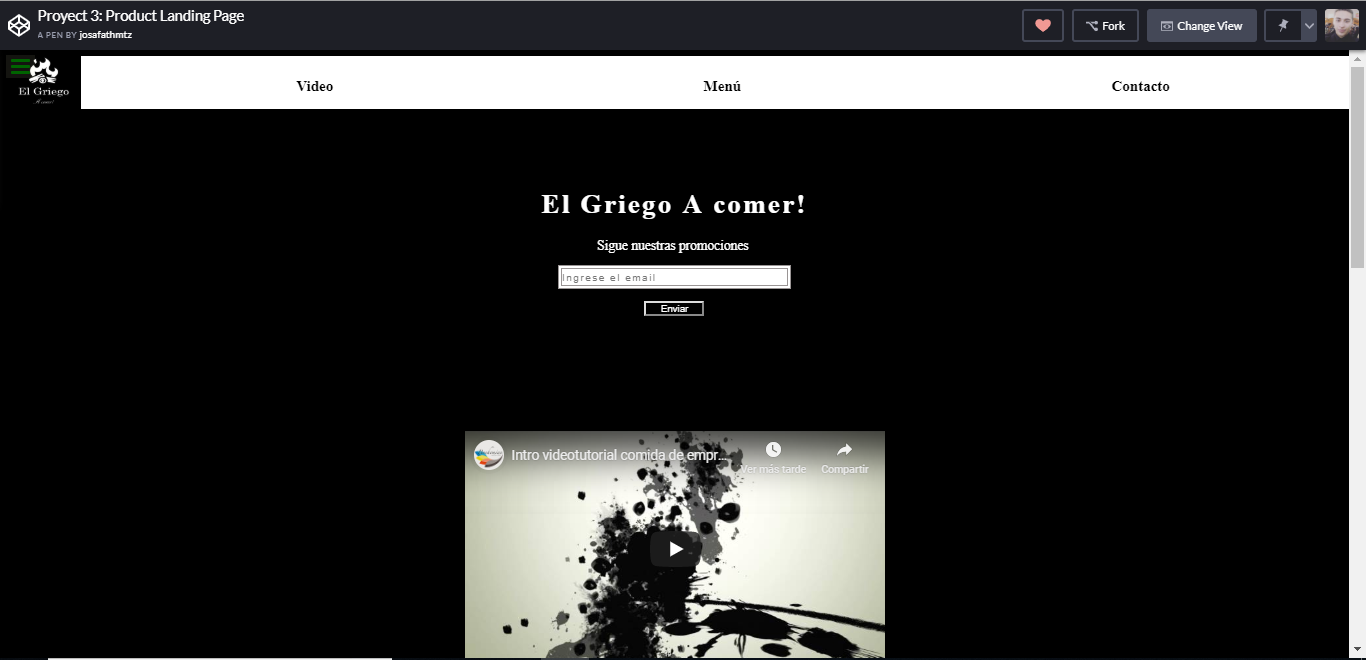 Proyect 3: Product Landing Page
A PEN BY josafathmtz
Fork
Change View
El Griego
A comer!
Video
Menú
Contacto
El Griego A comer!
Sigue nuestras promociones
Ingrese el email
Enviar
Intro videotutorial comida de empr...
Ver más tarde
Compartir